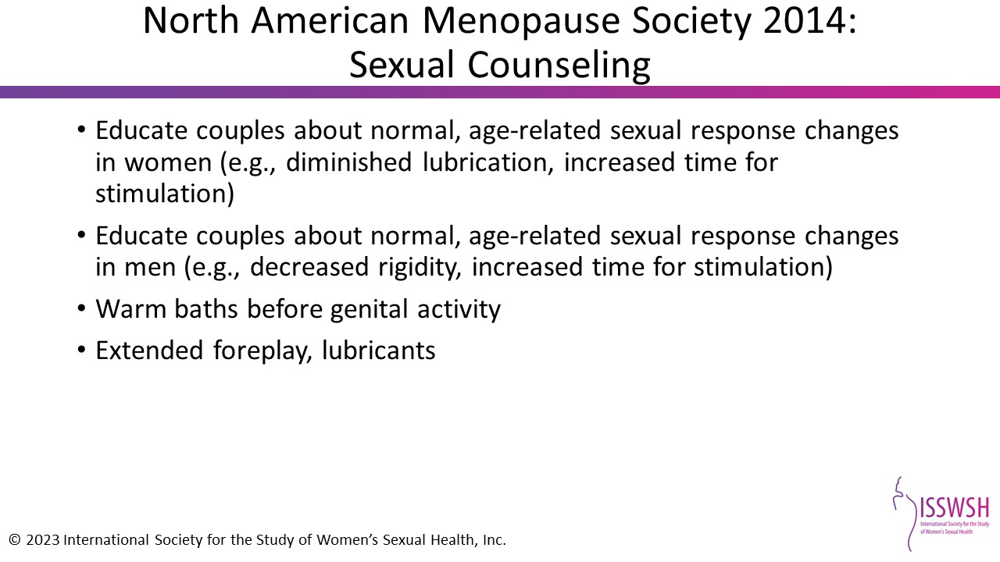 North American Menopause Society 2014:
Sexual Counseling
• Educate couples about normal, age-related sexual response changes
in women (e.g., diminished lubrication, increased time for
stimulation)
• Educate couples about normal, age-related sexual response changes
in men (e.g., decreased rigidity, increased time for stimulation)
• Warm baths before genital activity
• Extended foreplay, lubricants
ISSWSH
International Society for the Study
of Women's Sexual Health
© 2023 International Society for the Study of Women’s Sexual Health, Inc.